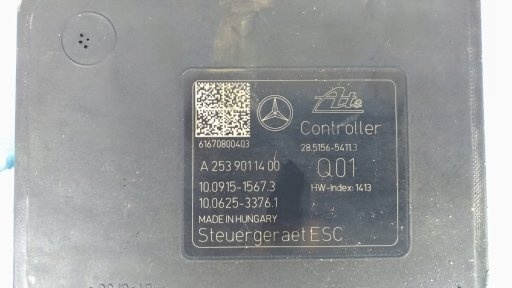 Ate
Controller
61670800403
28.5156-5411.3
A 253 901 14 00
Q01
10.0915-1567.3
HW-Index: 1413
10.0625-3376.1
MADE IN HUNGARY
Steuergeraet ESC